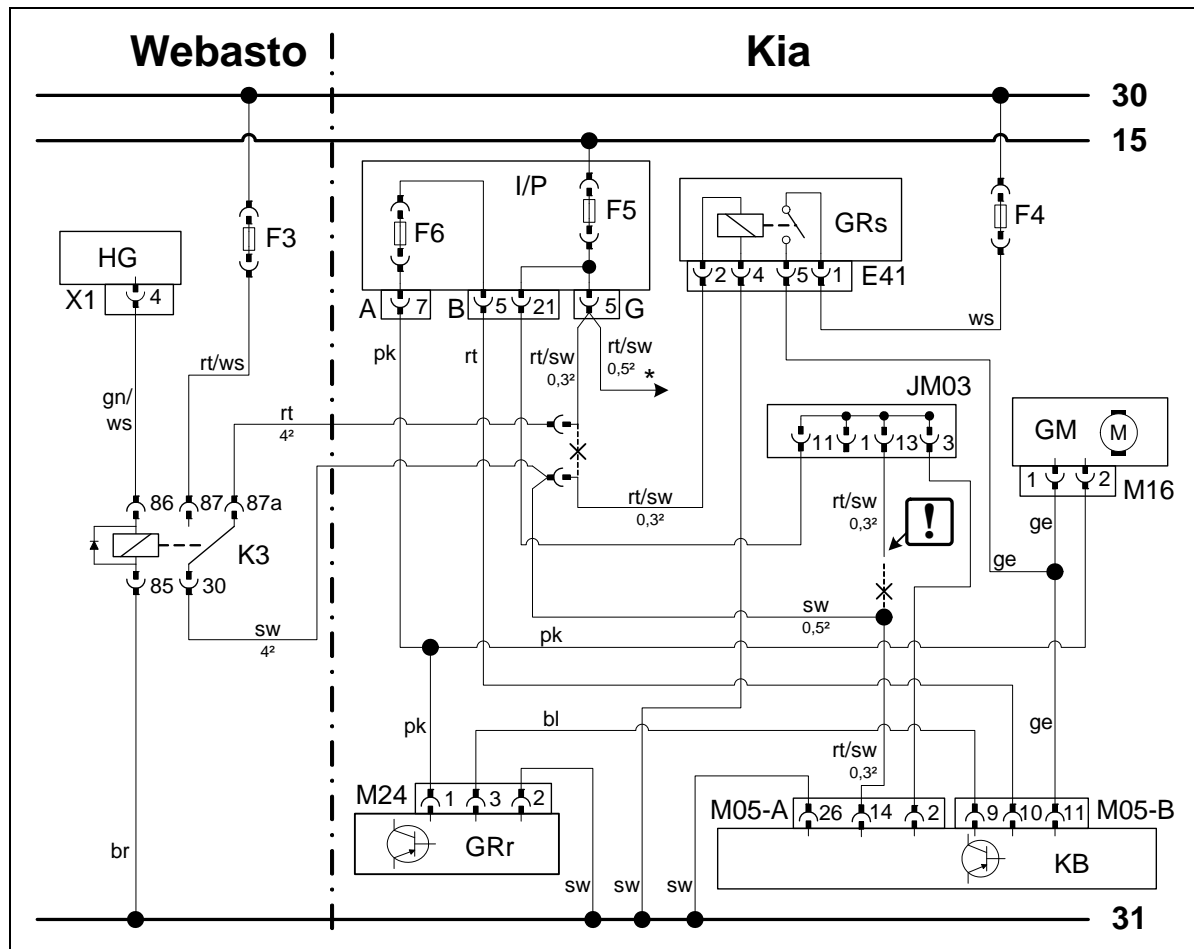 Webasto
Kia
30
15
I/P
F5
F6
GRs
F4
F3
HG
2 4 5 1 E41
X1 4
A 7 B 5 21 5 G
ws
pk rt rt/sw 0,3² rt/sw 0,5² *
rt/ws
JM03
gn/
ws
rt
4²
GM M
11 1 13 3
1 2 M16
rt/sw
0,3²
rt/sw
0,3²
!
86 87 87a
ge
K3
ge
85 30
sw
4²
sw
0,5²
pk
pk
bl
ge
rt/sw
0,3²
M24 1 3 2
M05-A 26 14 2 9 10 11 M05-B
GRr
KB
br
sw sw sw
31